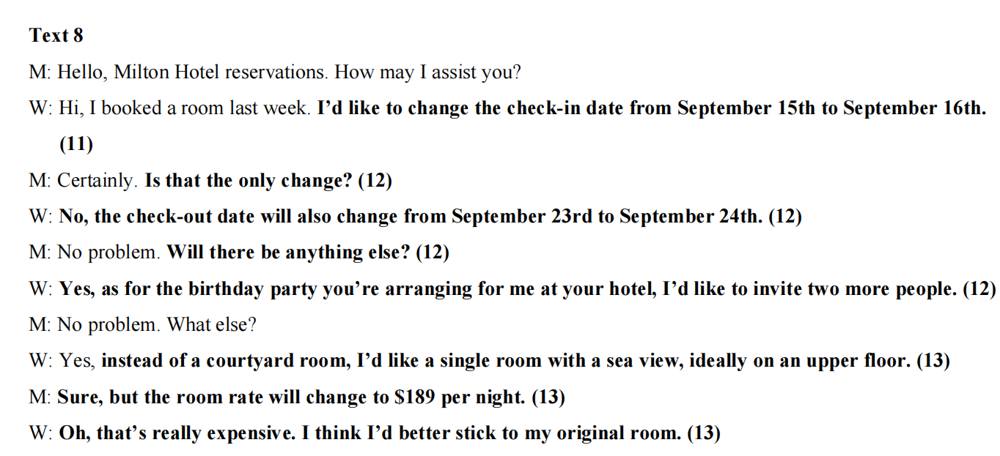 Text 8
M: Hello, Milton Hotel reservations. How may I assist you?
W: Hi, I booked a room last week. I’d like to change the check-in date from September 15th to September 16th.
(11)
M: Certainly. Is that the only change? (12)
W: No, the check-out date will also change from September 23rd to September 24th. (12)
M: No problem. Will there be anything else? (12)
W: Yes, as for the birthday party you’re arranging for me at your hotel, I’d like to invite two more people. (12)
M: No problem. What else?
W: Yes, instead of a courtyard room, I’d like a single room with a sea view, ideally on an upper floor. (13)
M: Sure, but the room rate will change to $189 per night. (13)
W: Oh, that’s really expensive. I think I’d better stick to my original room. (13)